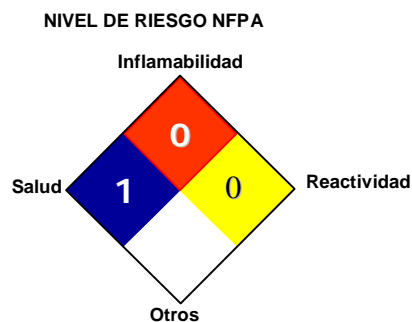 NIVEL DE RIESGO NFPA
Inflamabilidad
0
Salud
1
0
Reactividad
Otros